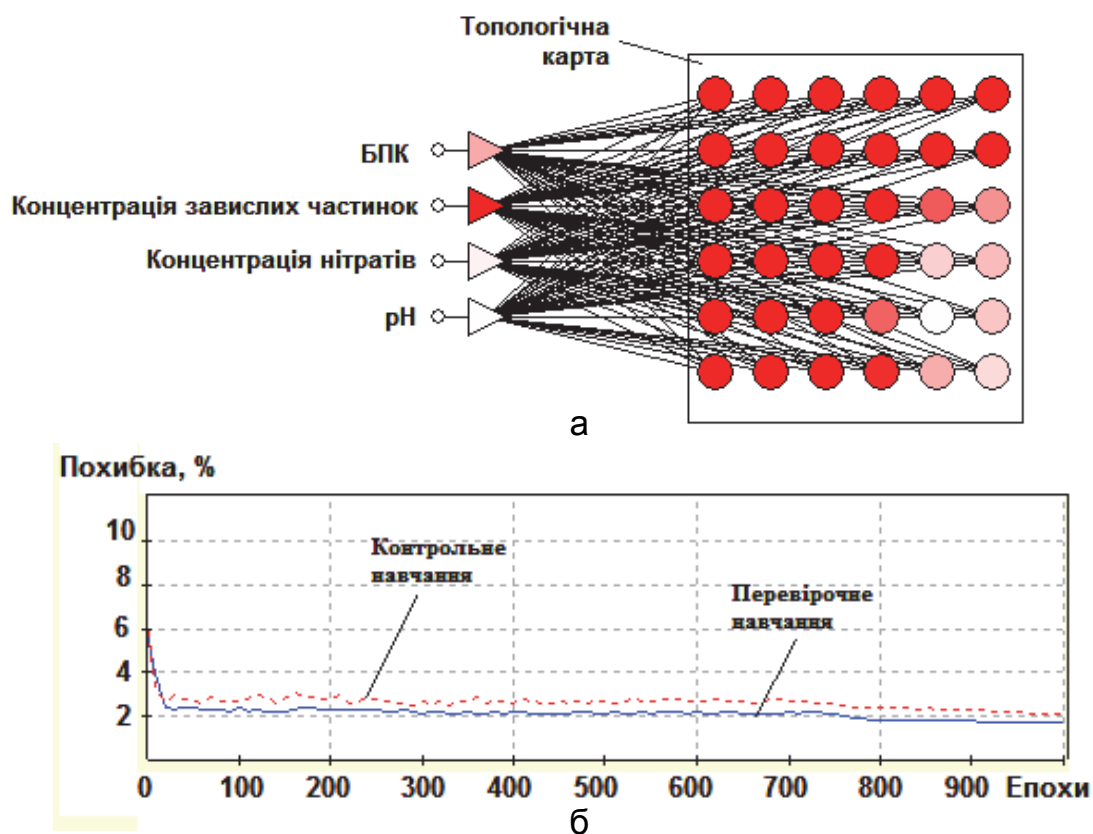 Топологічна
карта
БПК
Концентрація завислих частинок
Концентрація нітратів
рН
а
Похибка, %
10
8
6
4
2
Контрольне
навчання
Перевірочне
навчання
0 100 200 300 400 500 600 700 800 900 Епохи
б